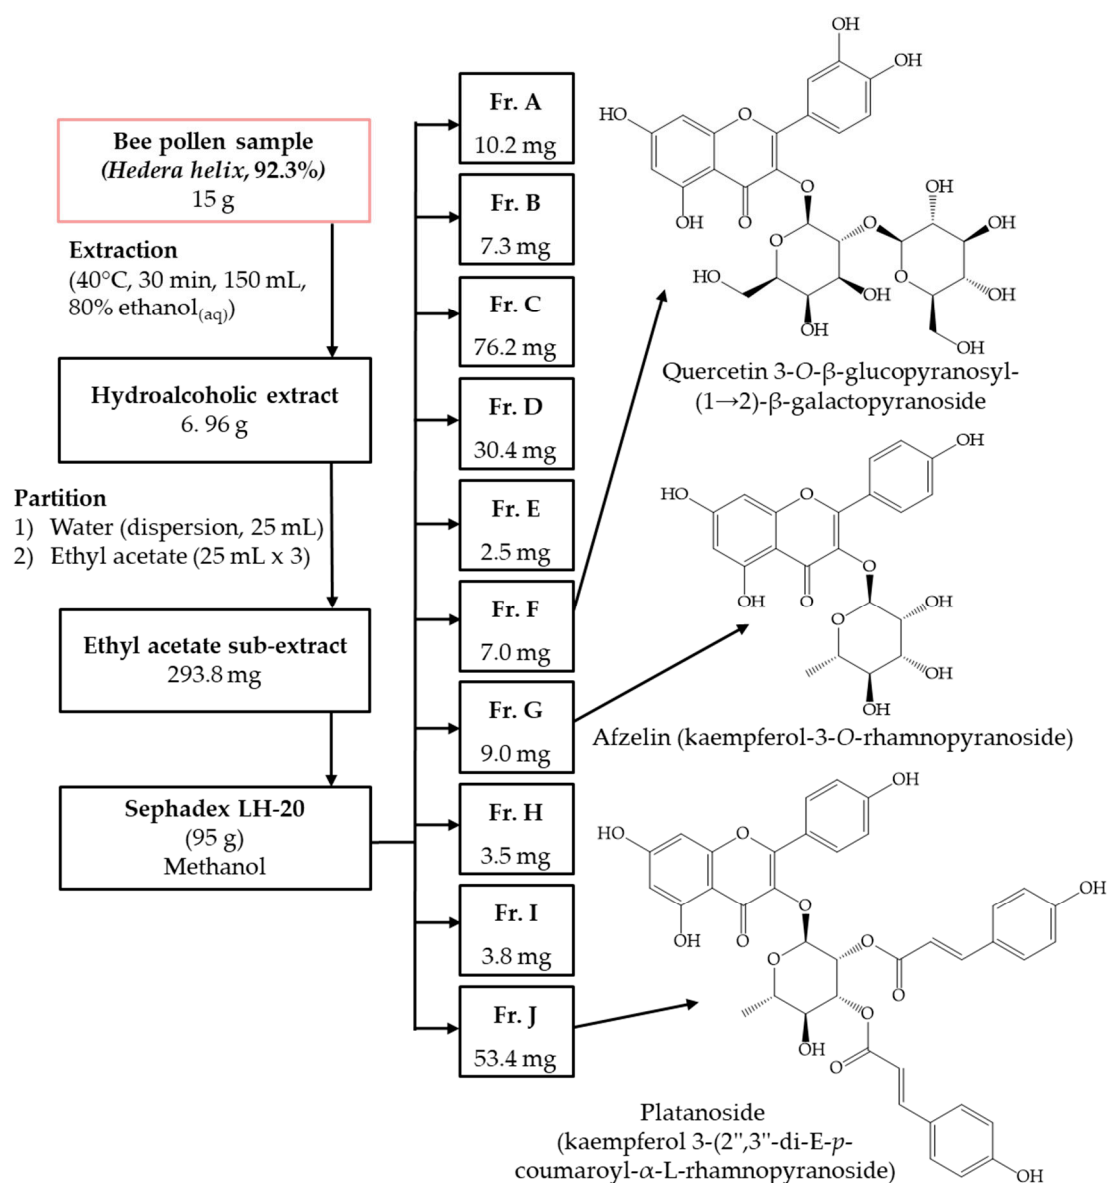 Bee pollen sample
(Hedera helix, 92.3%)
15 g
Extraction
(40°C, 30 min, 150 mL,
80% ethanol(aq))
Hydroalcoholic extract
6. 96 g
Partition
1) Water (dispersion, 25 mL)
2) Ethyl acetate (25 mL x 3)
Ethyl acetate sub-extract
293.8 mg
Sephadex LH-20
(95 g)
Methanol
Fr. A
10.2 mg
Fr. B
7.3 mg
Fr. C
76.2 mg
Fr. D
30.4 mg
Fr. E
2.5 mg
Fr. F
7.0 mg
Fr. G
9.0 mg
Fr. H
3.5 mg
Fr. I
3.8 mg
Fr. J
53.4 mg
OH
OH
HO
O
O
OH
O
OH
O
OH
O
O
HO
OH
OH
OH
OH
Quercetin 3-O-β-glucopyranosyl-
(1→2)-β-galactopyranoside
OH
HO
O
O
OH
O
OH
O
OH
OH
Afzelin (kaempferol-3-O-rhamnopyranoside)
OH
HO
O
OH
O
OH
O
O
O
O
O
OH
O
OH
Platanoside
(kaempferol 3-(2",3"-di-E-p-
coumaroyl-α-L-rhamnopyranoside)